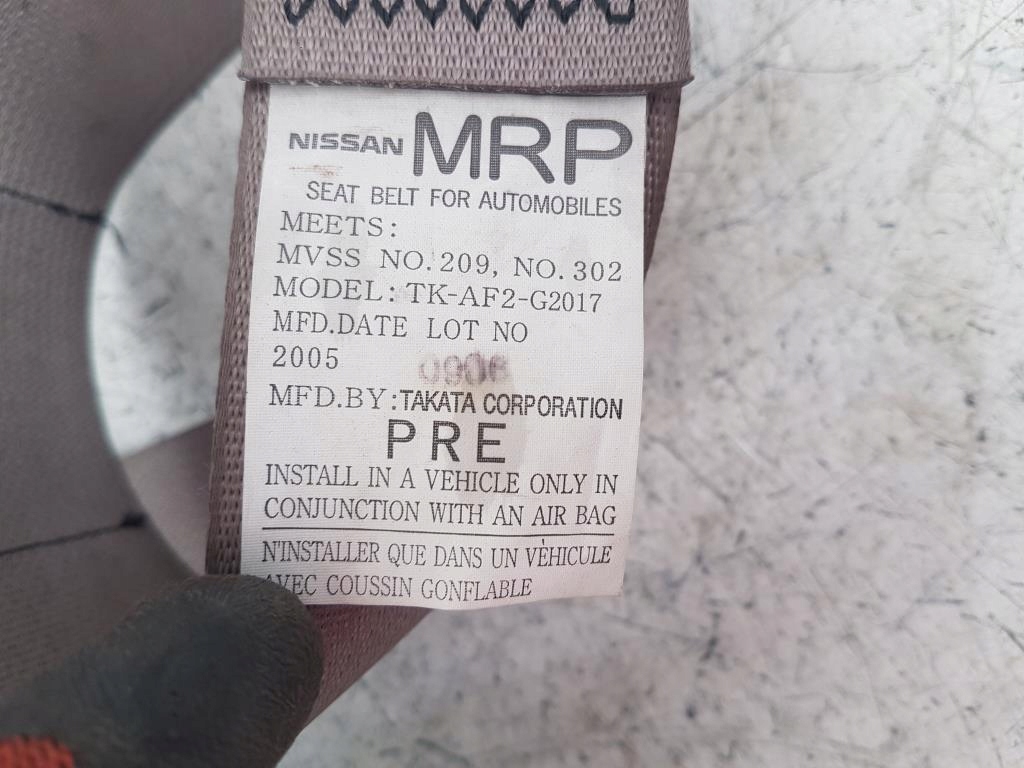 NISSAN MRP
SEAT BELT FOR AUTOMOBILES
MEETS:
MVSS NO.209, NO.302
MODEL: TK-AF2-G2017
MFD.DATE LOT NO
2005 0906
MFD.BY:TAKATA CORPORATION
PRE
INSTALL IN A VEHICLE ONLY IN
CONJUNCTION WITH AN AIR BAG
N'INSTALLER QUE DANS UN VÈHICULE
AVEC COUSSIN GONFLABLE